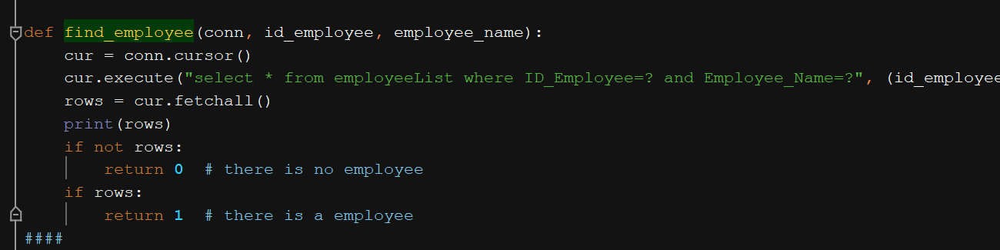 def find_employee(conn, id_employee, employee_name):
    cur = conn.cursor()
    cur.execute("select * from employeeList where ID_Employee=? and Employee_Name=?", (id_employee
    rows = cur.fetchall()
    print(rows)
    if not rows:
        return 0  # there is no employee
    if rows:
        return 1  # there is a employee
####